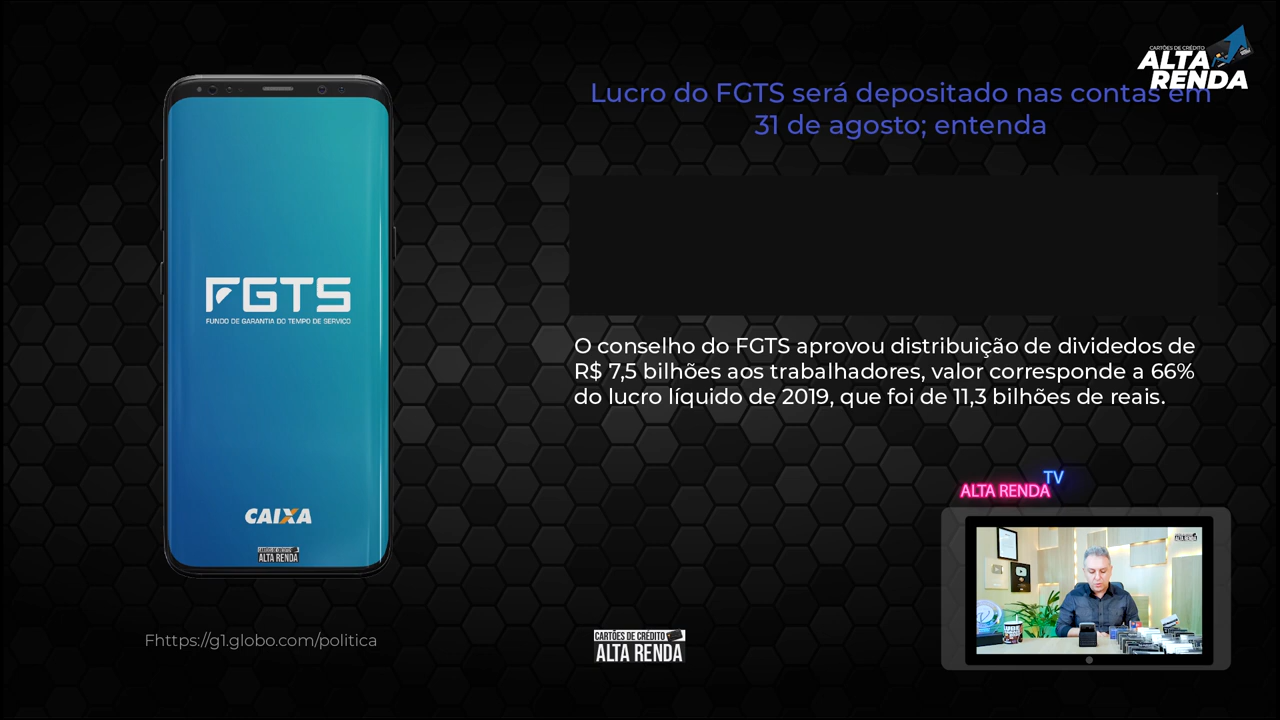 CARTÕES DE CRÉDITO
ALTA
RENDA
Lucro do FGTS será depositado nas contas em
31 de agosto; entenda
FGTS
FUNDO DE GARANTIA DO TEMPO DE SERVIÇO
O conselho do FGTS aprovou distribuição de dividedos de
R$ 7,5 bilhões aos trabalhadores, valor corresponde a 66%
do lucro líquido de 2019, que foi de 11,3 bilhões de reais.
TV
ALTA RENDA
CAIXA
CARTÕES DE CRÉDITO
ALTA RENDA
Fhttps://g1.globo.com/politica
CARTÕES DE CRÉDITO
ALTA RENDA